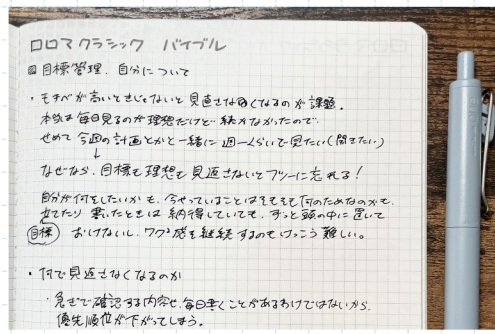 ロロマクラシック バイブル
目標管理、自分について
・モチベが高いときじゃないと見直さなくなるのが課題。
本当は毎日見るのが理想だけど続かなかったので、
せめて今週の計画とかと一緒に週一くらいで見たい(開きたい)
↓
なぜなら、目標も理想も見返さないとフツーに忘れる!
自分が何をしたいかも、今やっていることはそもそも何のためなのかも、
立てたり書いたときは納得していても、ずっと頭の中に置いて
目標 おけないし、ワクワク感を継続するのもけっこう難しい。
・何で見返さなくなるのか
・急ぎで確認する内容や、毎日書くことがあるわけではないから、
優先順位が下がってしまう。